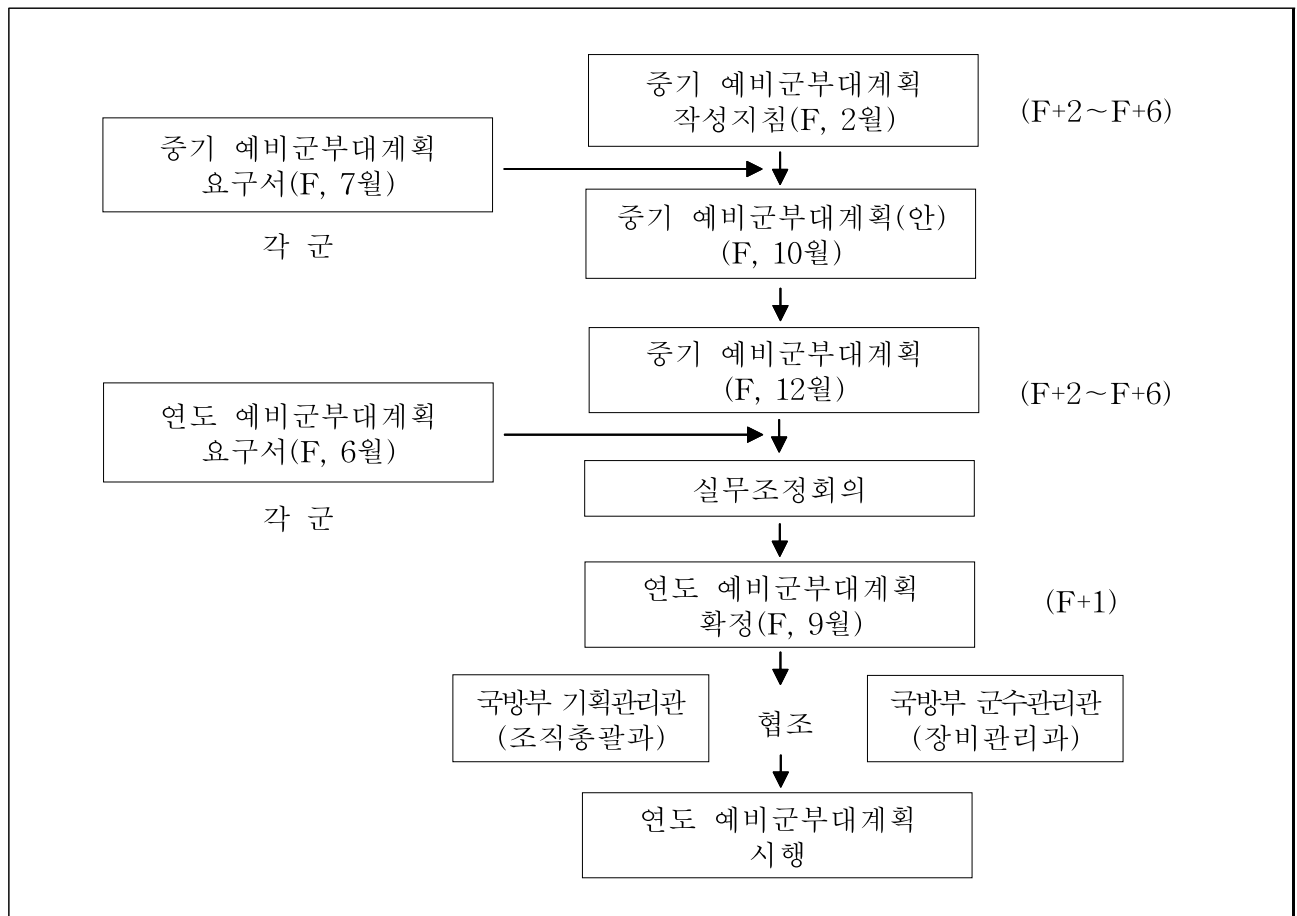 중기 예비군부대계획
작성지침(F, 2월)
(F+2～F+6)
중기 예비군부대계획
요구서(F, 7월)
각 군
중기 예비군부대계획(안)
(F, 10월)
중기 예비군부대계획
(F, 12월)
(F+2～F+6)
연도 예비군부대계획
요구서(F, 6월)
각 군
실무조정회의
연도 예비군부대계획
확정(F, 9월)
(F+1)
국방부 기획관리관
(조직총괄과)
협조
국방부 군수관리관
(장비관리과)
연도 예비군부대계획
시행